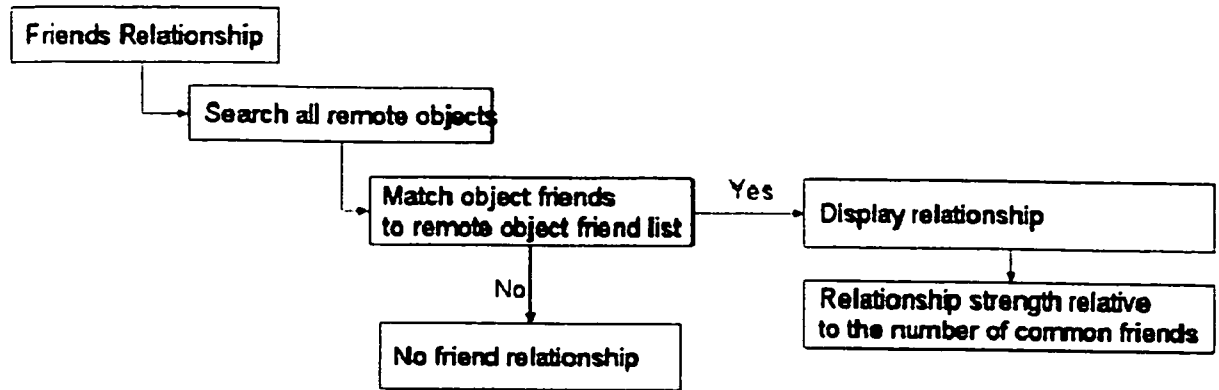 Friends Relationship
Search all remote objects
Match object friends
to remote object friend list
Yes
Display relationship
No
Relationship strength relative
to the number of common friends
No friend relationship